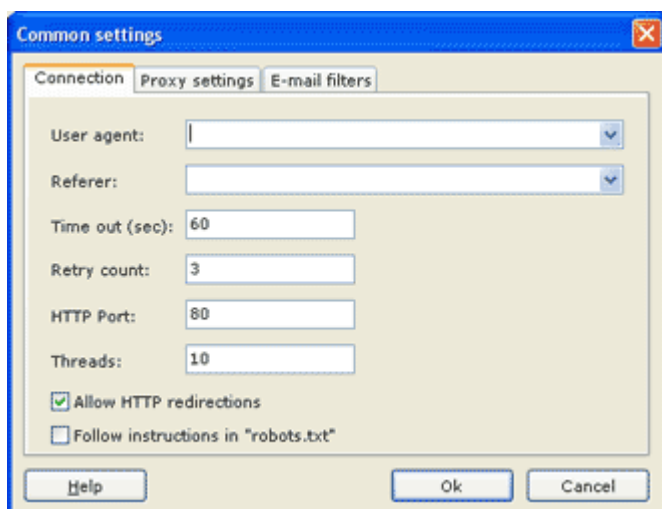 Common settings
Connection Proxy settings E-mail filters
User agent:
Referer:
Time out (sec): 60
Retry count: 3
HTTP Port: 80
Threads: 10
Allow HTTP redirections
Follow instructions in "robots.txt"
Help Ok Cancel